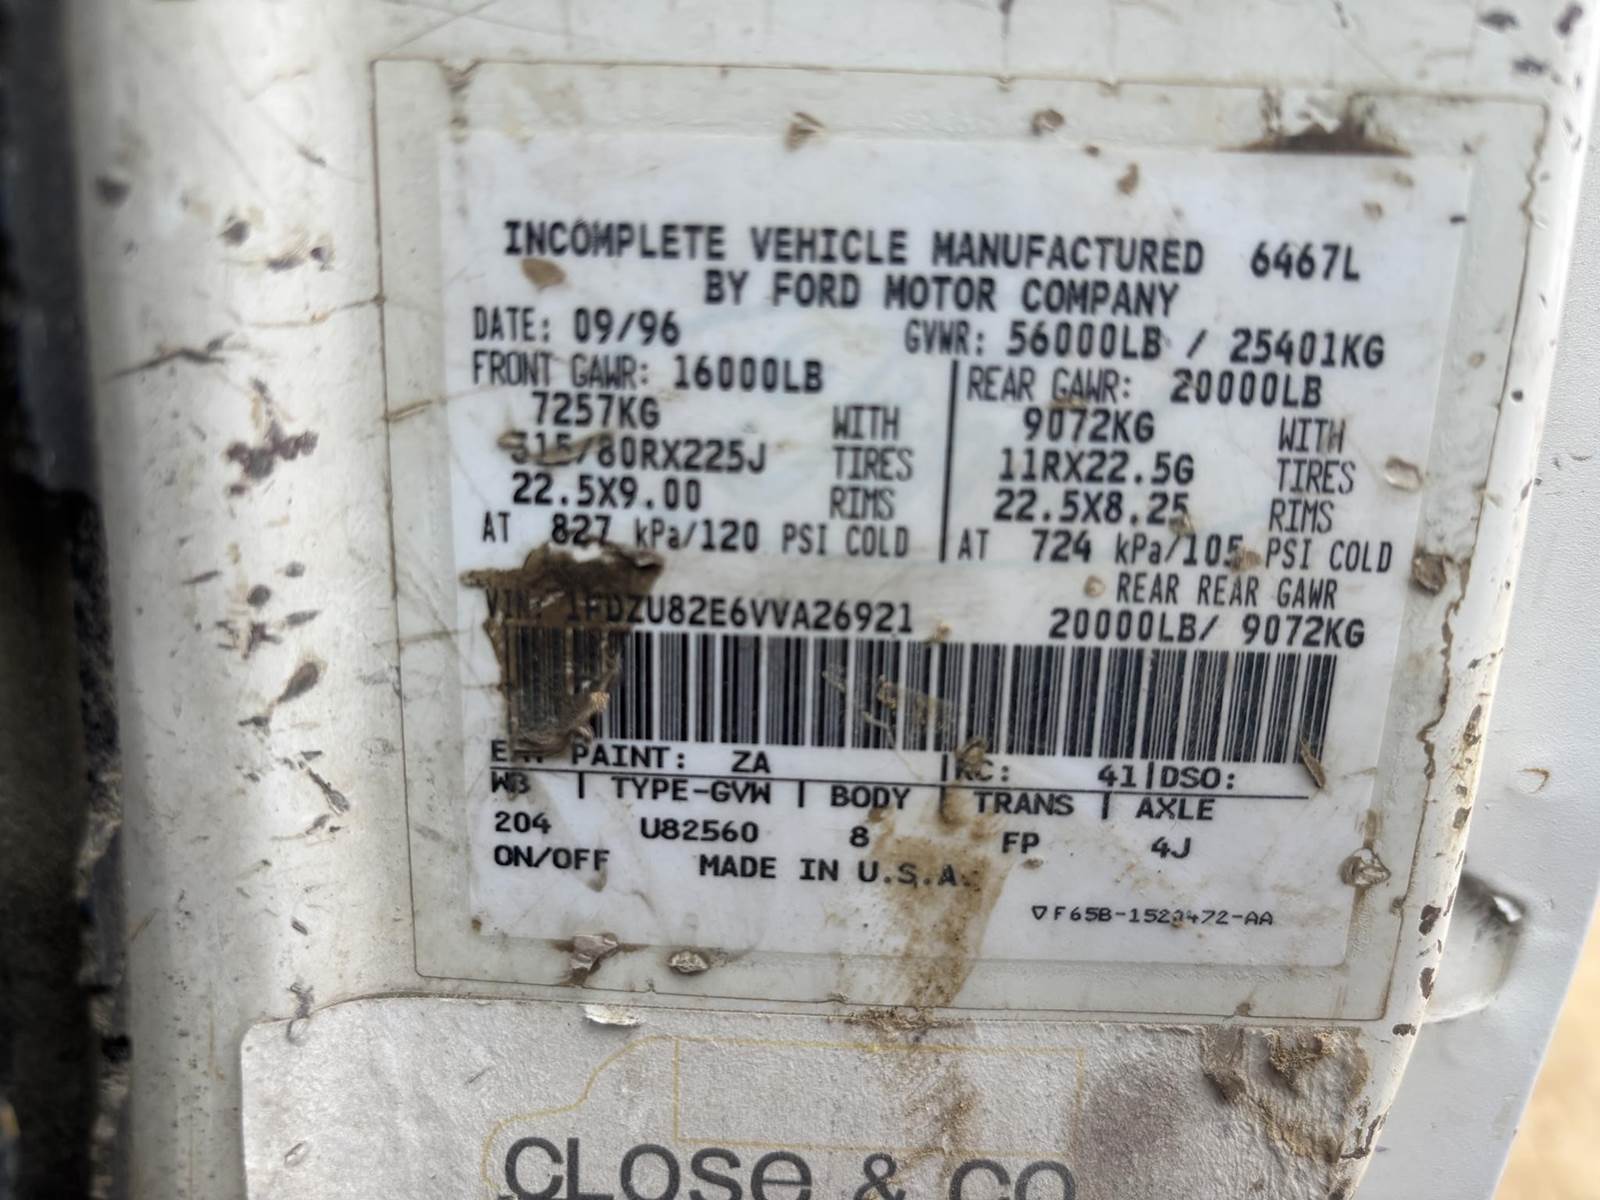 INCOMPLETE VEHICLE MANUFACTURED 6467L
BY FORD MOTOR COMPANY
DATE: 09/96 GVWR: 56000LB / 25401KG
FRONT GAWR: 16000LB REAR GAWR: 20000LB
7257KG WITH 9072KG WITH
315/80RX225J TIRES 11RX22.5G TIRES
22.5X9.00 RIMS 22.5X8.25 RIMS
AT 827 kPa/120 PSI COLD AT 724 kPa/105 PSI COLD
REAR REAR GAWR
VIN: 1FDZU82E6VVA26921 20000LB/ 9072KG
PAINT: ZA 41 DSO:
WB TYPE-GVW BODY TRANS AXLE
204 U82560 8 FP 4J
ON/OFF MADE IN U.S.A.
CLOSE & CO